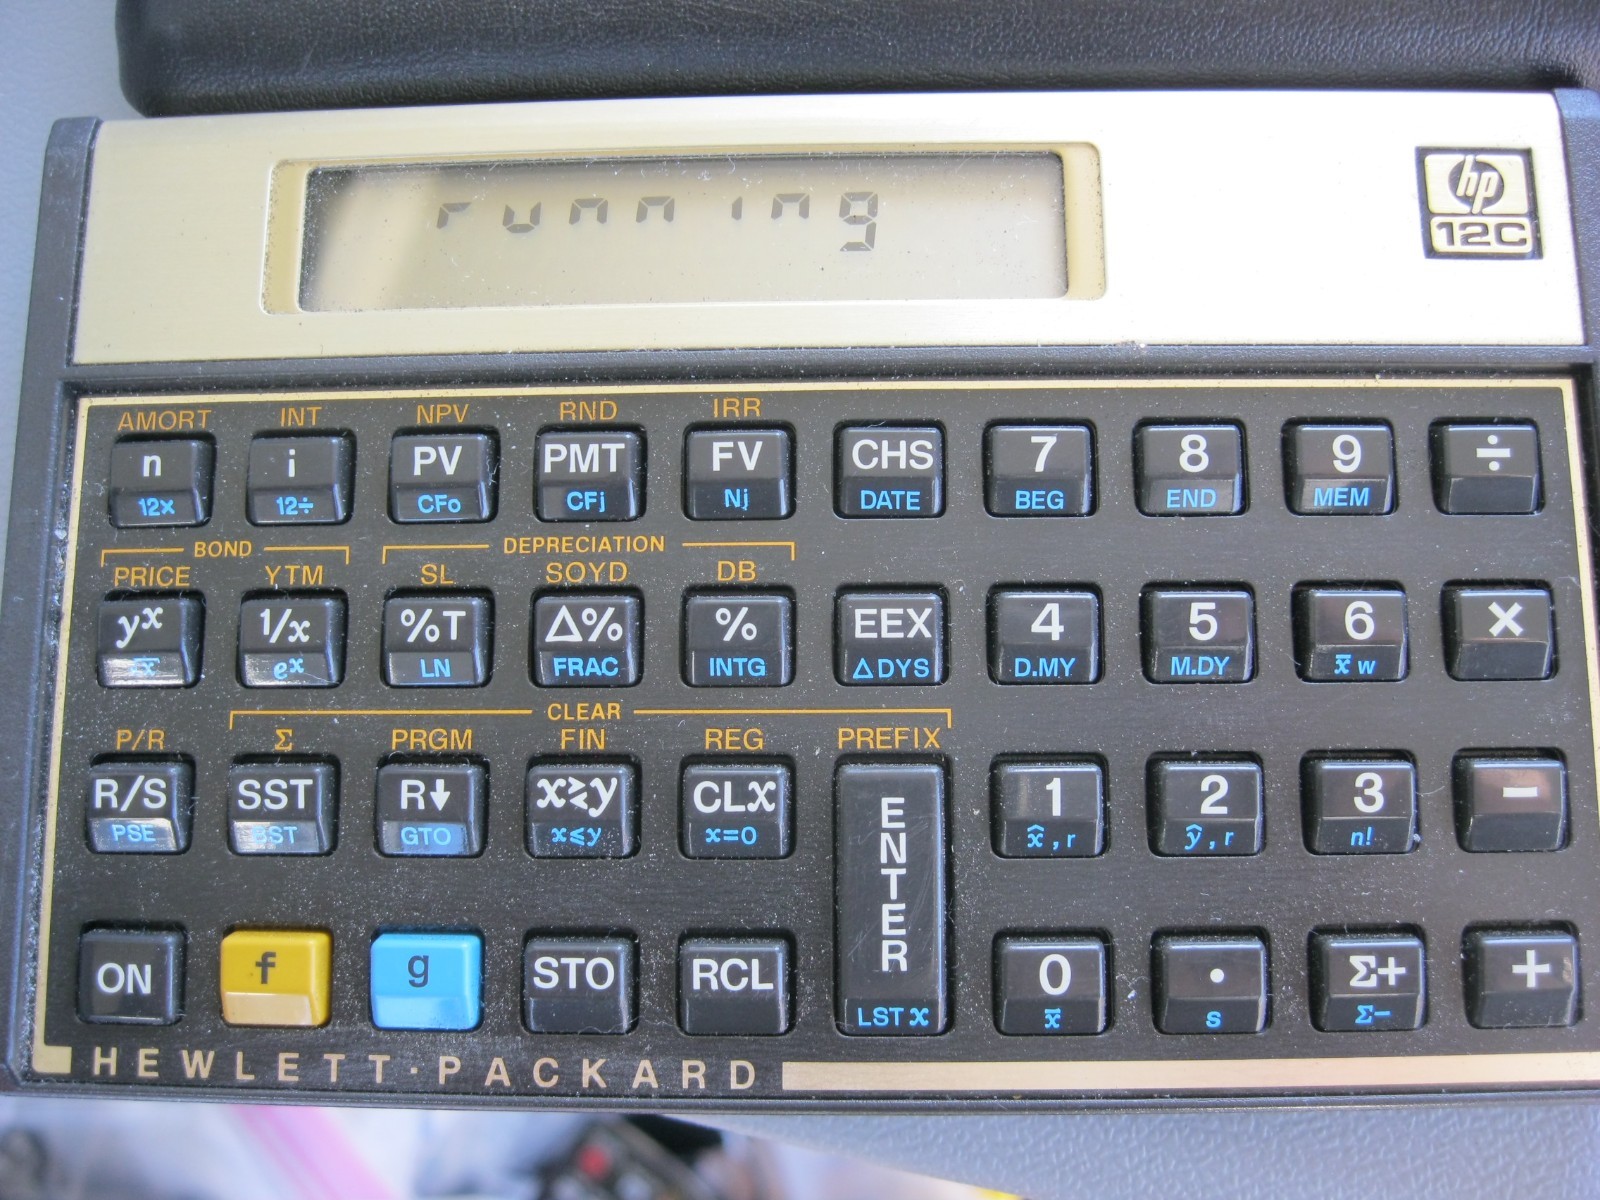 running
hp
12C
AMORT INT NPV RND IRR
n i PV PMT FV CHS 7 8 9 ÷
12× 12÷ CFo CFj Nj DATE BEG END MEM
BOND DEPRECIATION
PRICE YTM SL SOYD DB
yˣ 1/x %T Δ% % EEX 4 5 6 ×
√x eˣ LN FRAC INTG ΔDYS D.MY M.DY x̄w
CLEAR
P/R Σ PRGM FIN REG PREFIX
R/S SST R↓ x≷y CLx ENTER 1 2 3 −
PSE BST GTO x≤y x=0 x̂,r ŷ,r n!
ON f g STO RCL 0 . Σ+ +
LST x x̄ s Σ−
HEWLETT·PACKARD